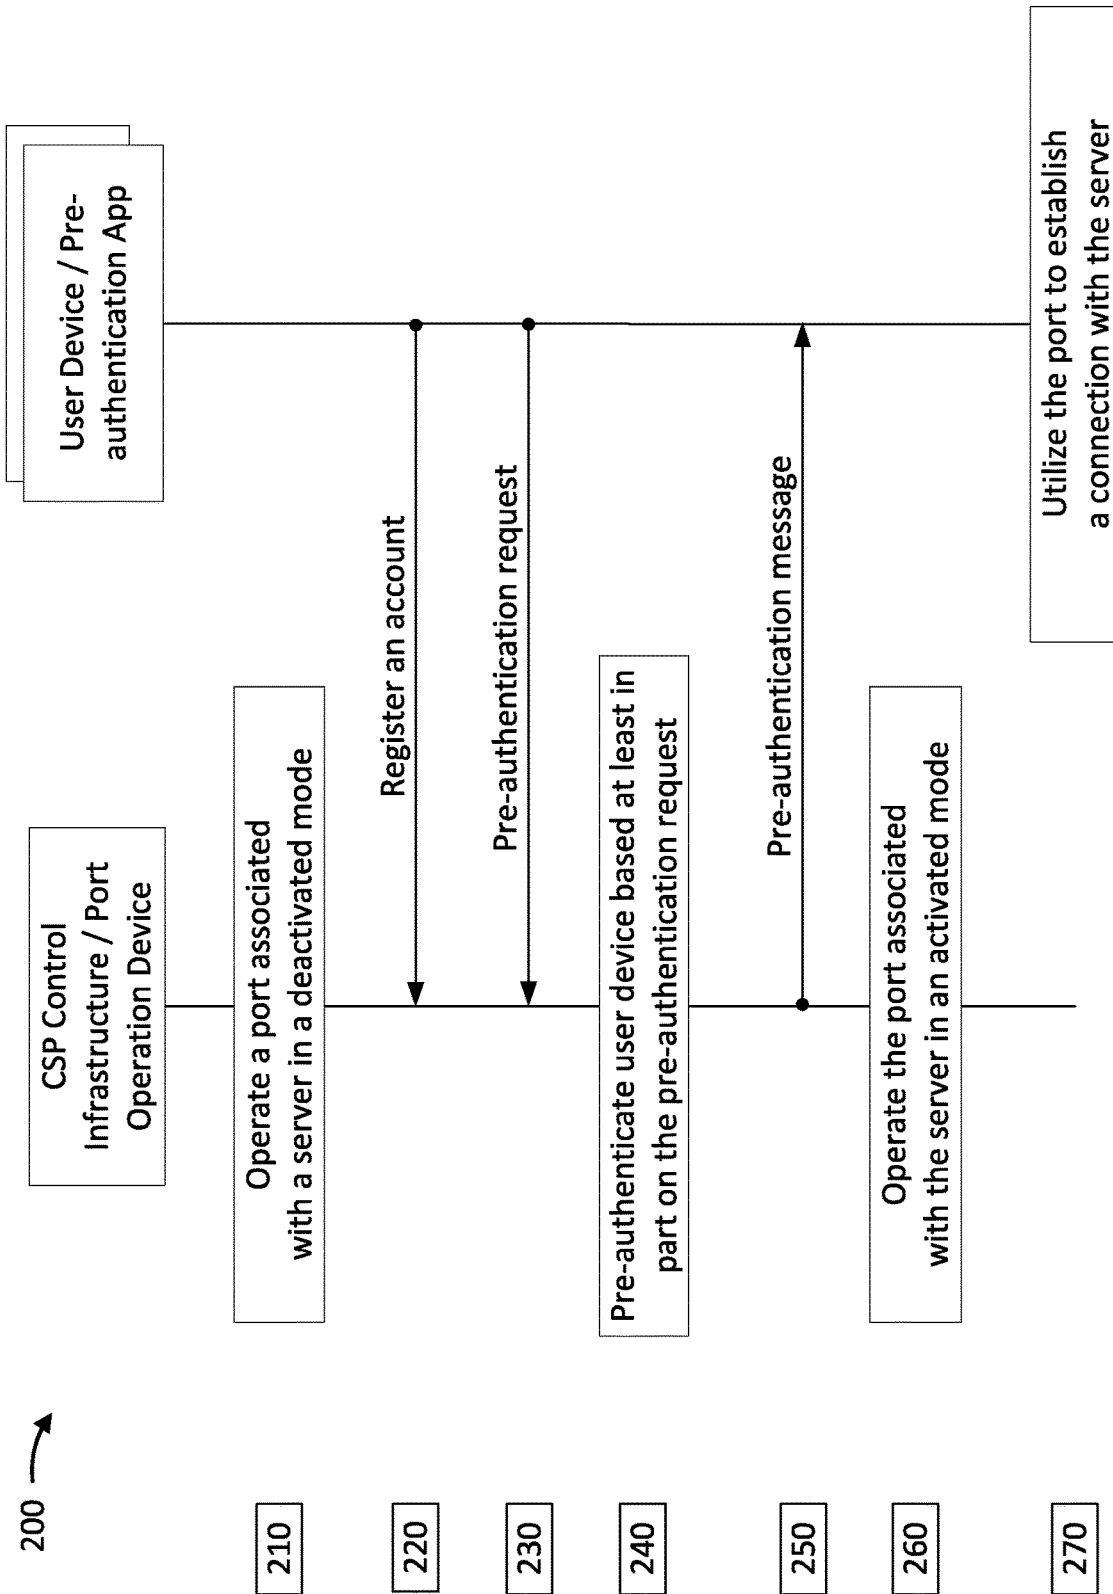 200
CSP Control
Infrastructure / Port
Operation Device
User Device / Pre-
authentication App
210
Operate a port associated
with a server in a deactivated mode
220
Register an account
230
Pre-authentication request
240
Pre-authenticate user device based at least in
part on the pre-authentication request
250
Pre-authentication message
260
Operate the port associated
with the server in an activated mode
270
Utilize the port to establish
a connection with the server